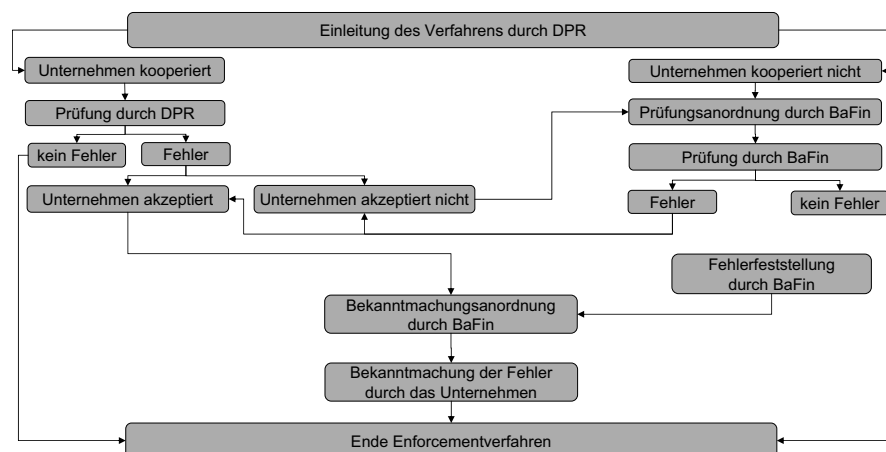 Einleitung des Verfahrens durch DPR
Unternehmen kooperiert
Unternehmen kooperiert nicht
Prüfung durch DPR
Prüfungsanordnung durch BaFin
kein Fehler
Fehler
Prüfung durch BaFin
Unternehmen akzeptiert
Unternehmen akzeptiert nicht
Fehler
kein Fehler
Fehlerfeststellung
durch BaFin
Bekanntmachungsanordnung
durch BaFin
Bekanntmachung der Fehler
durch das Unternehmen
Ende Enforcementverfahren